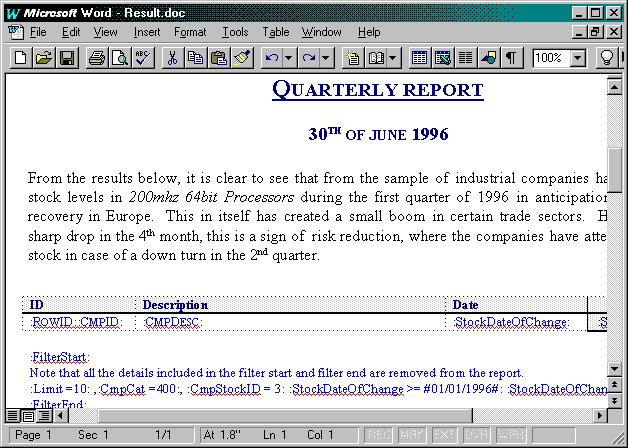 Microsoft Word - Result.doc
File Edit View Insert Format Tools Table Window Help
100%
QUARTERLY REPORT
30TH OF JUNE 1996
From the results below, it is clear to see that from the sample of industrial companies ha
stock levels in 200mhz 64bit Processors during the first quarter of 1996 in anticipation
recovery in Europe. This in itself has created a small boom in certain trade sectors. H
sharp drop in the 4th month, this is a sign of risk reduction, where the companies have atte
stock in case of a down turn in the 2nd quarter.
ID Description Date
:ROWID::CMPID: :CMPDESC: :StockDateOfChange: :S
:FilterStart:
Note that all the details included in the filter start and filter end are removed from the report.
:Limit =10: , :CmpCat =400:, :CmpStockID = 3: :StockDateOfChange >= #01/01/1996#: :StockDateOfChan
:FilterEnd:
Page 1 Sec 1 1/1 At 1.8" Ln 1 Col 1 REC MRK EXT OVR WPH